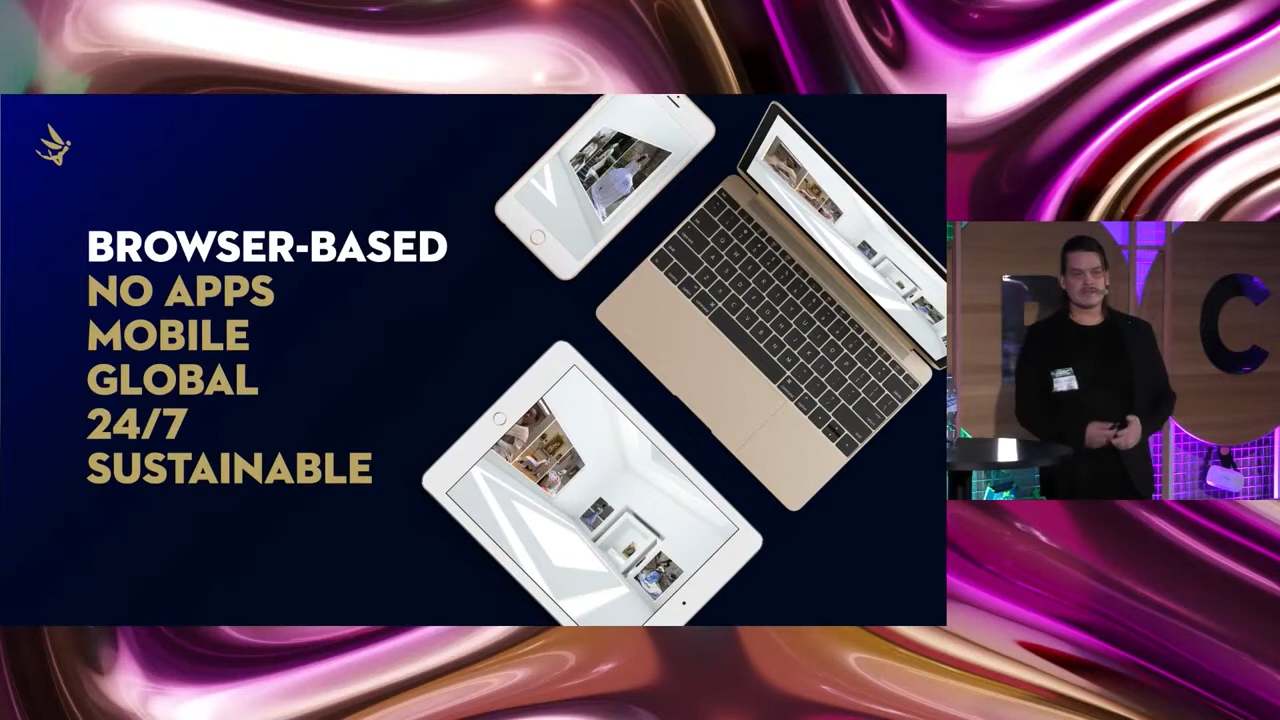 BROWSER-BASED
NO APPS
MOBILE
GLOBAL
24/7
SUSTAINABLE
C